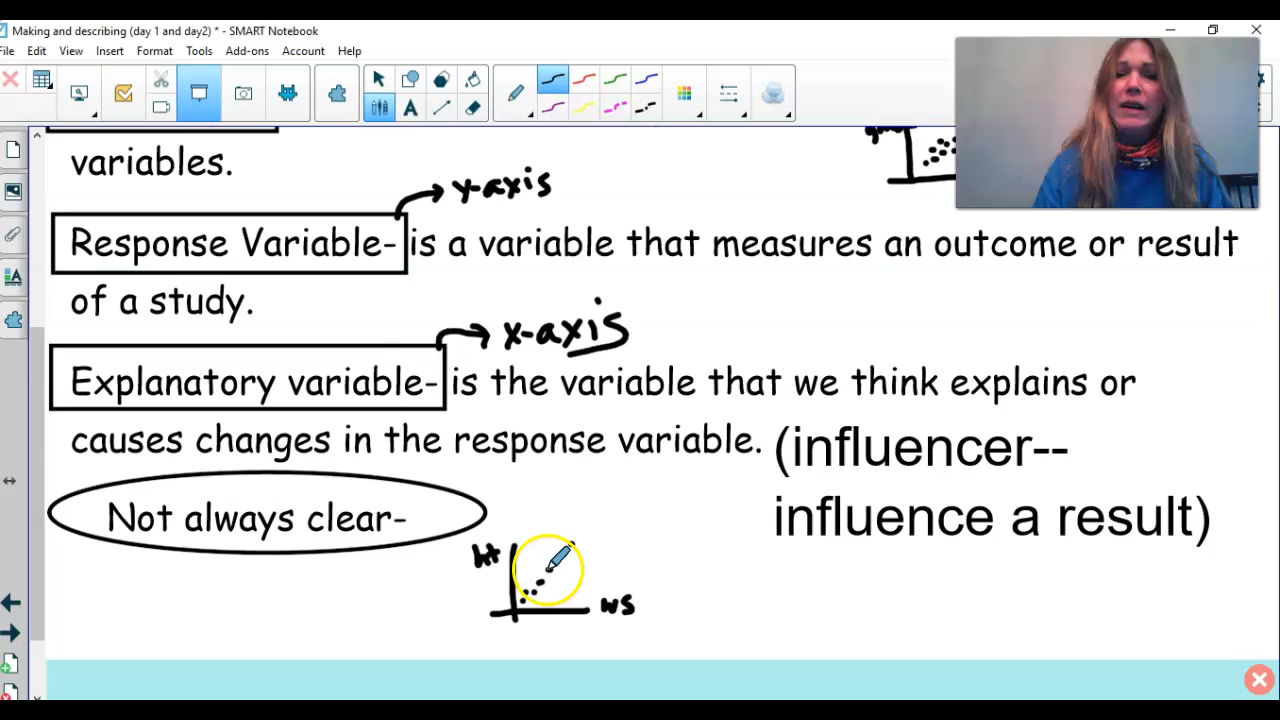 Making and describing (day 1 and day2) * - SMART Notebook
File Edit View Insert Format Tools Add-ons Account Help
variables.
y-axis
Response Variable- is a variable that measures an outcome or result
of a study.
x-axis
Explanatory variable- is the variable that we think explains or
causes changes in the response variable. (influencer--
influence a result)
Not always clear-
ht
ws